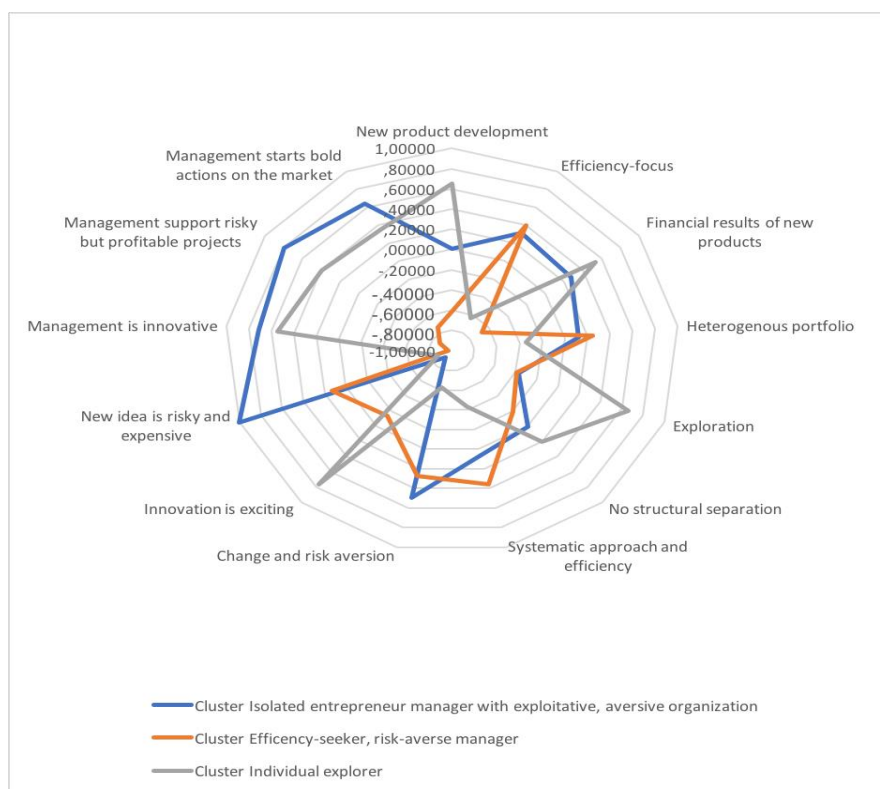 New product development
1,00000
,80000
,60000
,40000
,20000
,00000
-,20000
-,40000
-,60000
-,80000
-1,00000
Efficiency-focus
Financial results of new
products
Heterogenous portfolio
Exploration
No structural separation
Systematic approach and
efficiency
Change and risk aversion
Innovation is exciting
New idea is risky and
expensive
Management is innovative
Management support risky
but profitable projects
Management starts bold
actions on the market
Cluster Isolated entrepreneur manager with exploitative, aversive organization
Cluster Efficency-seeker, risk-averse manager
Cluster Individual explorer